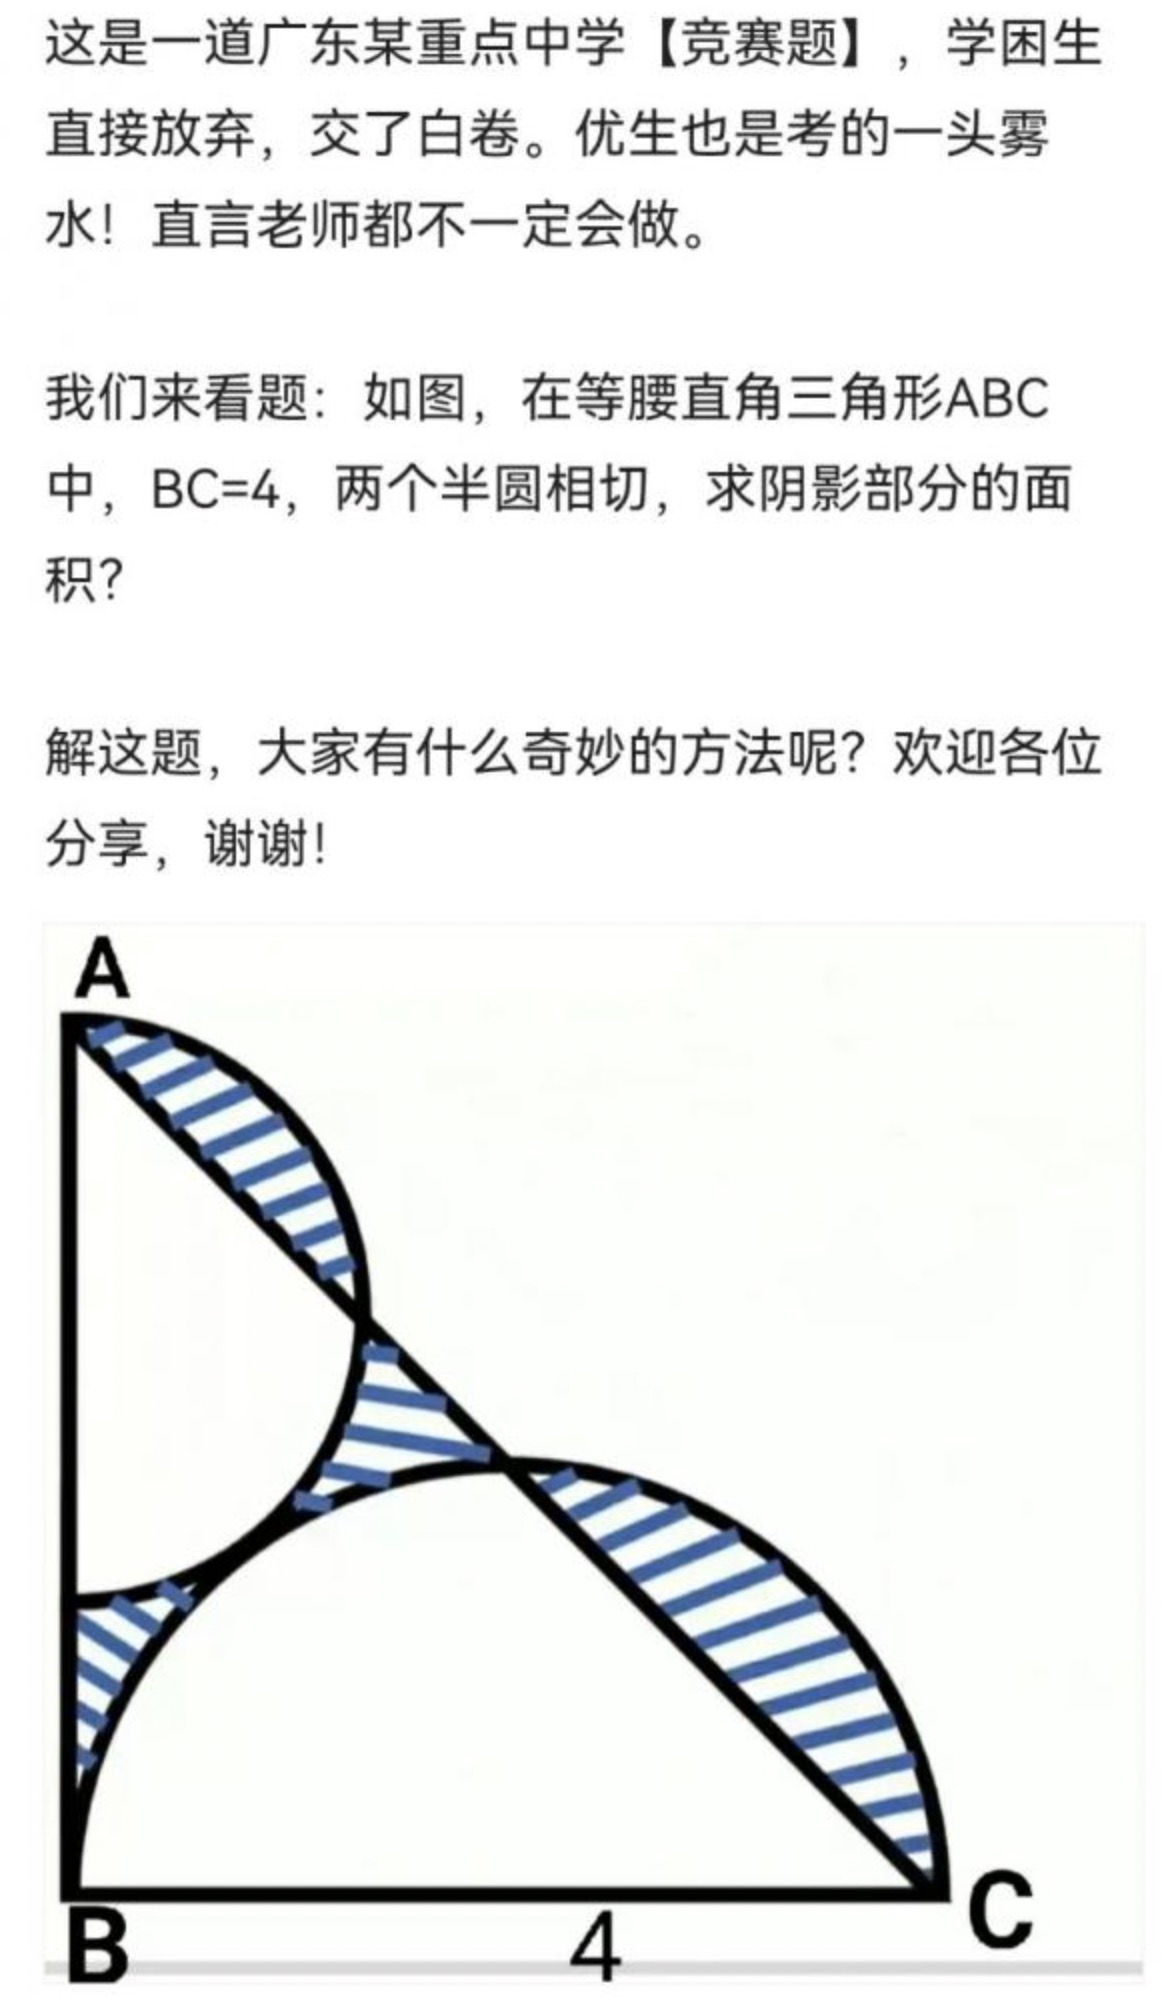 这是一道广东某重点中学【竞赛题】，学困生
直接放弃，交了白卷。优生也是考的一头雾
水！直言老师都不一定会做。
我们来看题：如图，在等腰直角三角形ABC
中，BC=4，两个半圆相切，求阴影部分的面
积？
解这题，大家有什么奇妙的方法呢？欢迎各位
分享，谢谢！
A
B
4
C